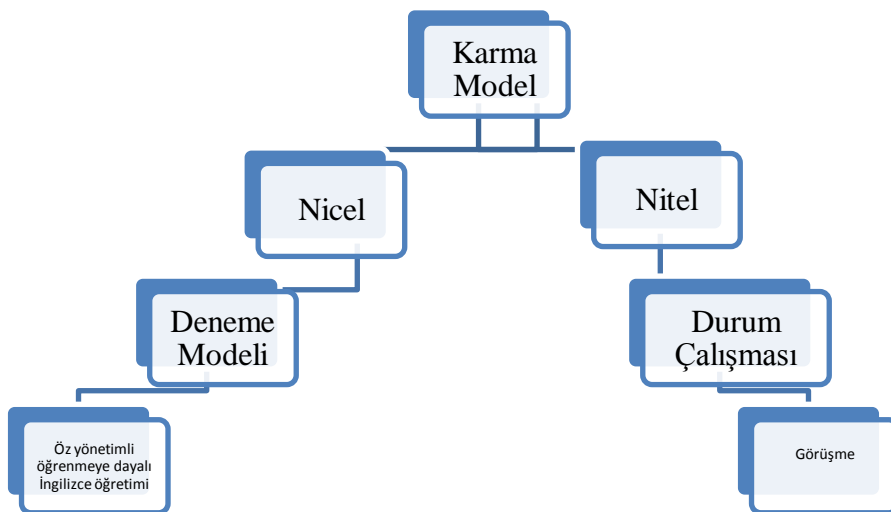 Karma
Model
Nicel
Nitel
Deneme
Modeli
Durum
Çalışması
Öz yönetimli
öğrenmeye dayalı
İngilizce öğretimi
Görüşme